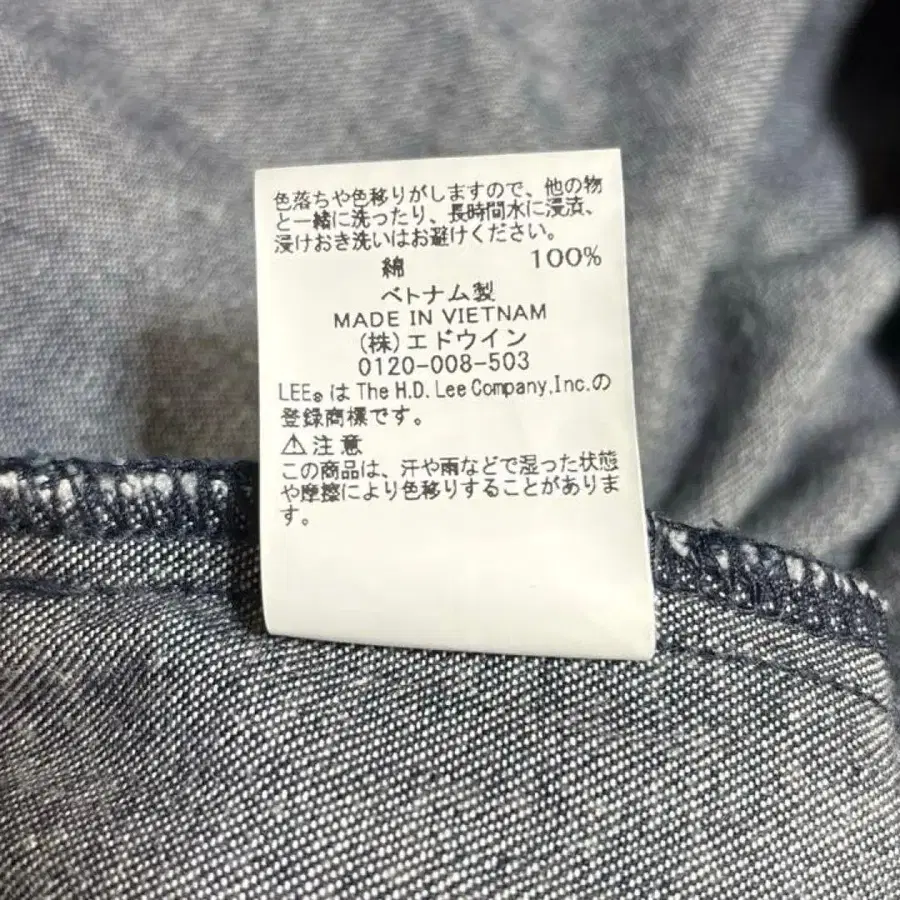 色落ちや色移りがしますので、他の物
と一緒に洗ったり、長時間水に浸漬、
浸けおき洗いはお避けください。
綿 100%
ベトナム製
MADE IN VIETNAM
(株)エドウイン
0120-008-503
LEE® は The H.D. Lee Company, Inc. の
登録商標です。
⚠注意
この商品は、汗や雨などで湿った状態
や摩擦により色移りすることがありま
す。